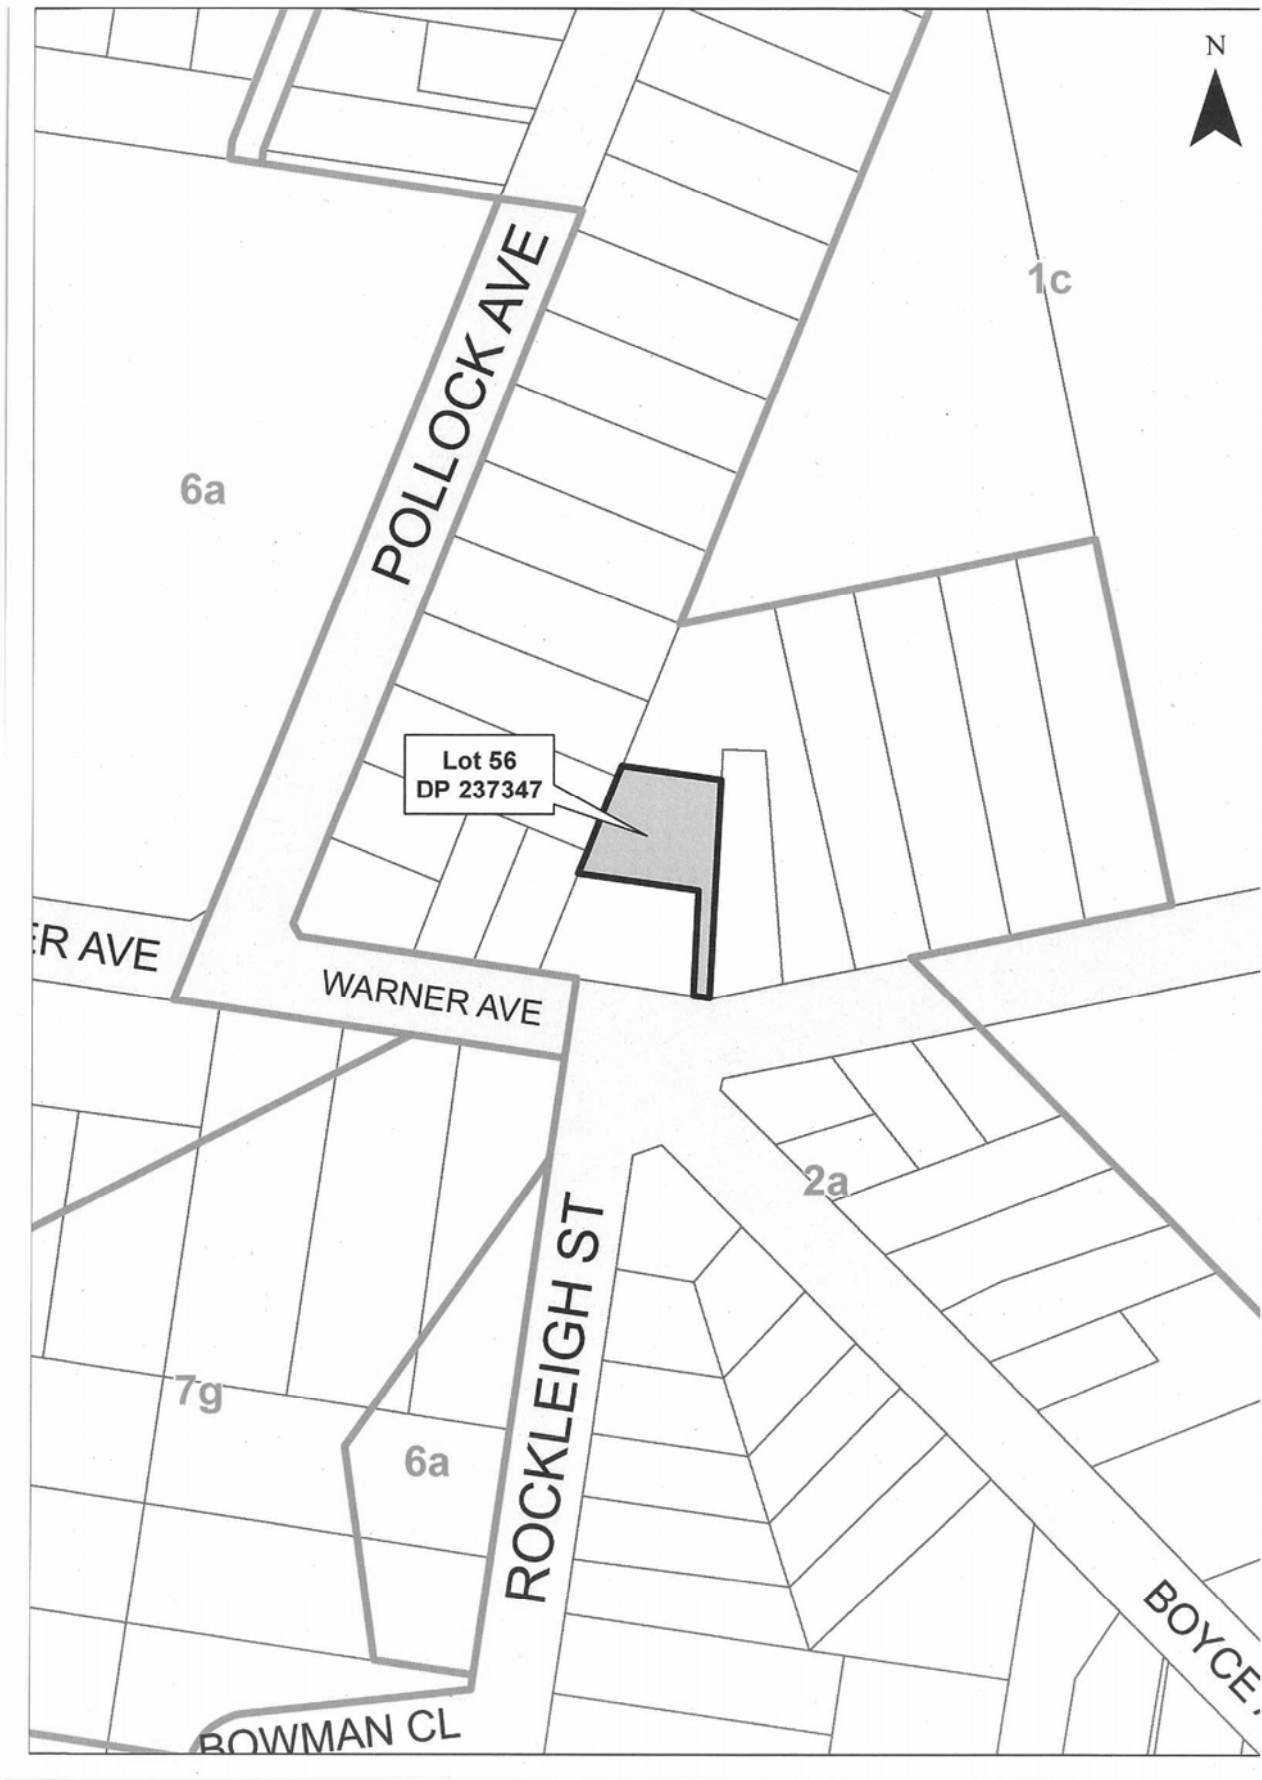 N
1c
POLLOCK AVE
6a
Lot 56
DP 237347
ER AVE
WARNER AVE
2a
ROCKLEIGH ST
7g
6a
BOYCE
BOWMAN CL